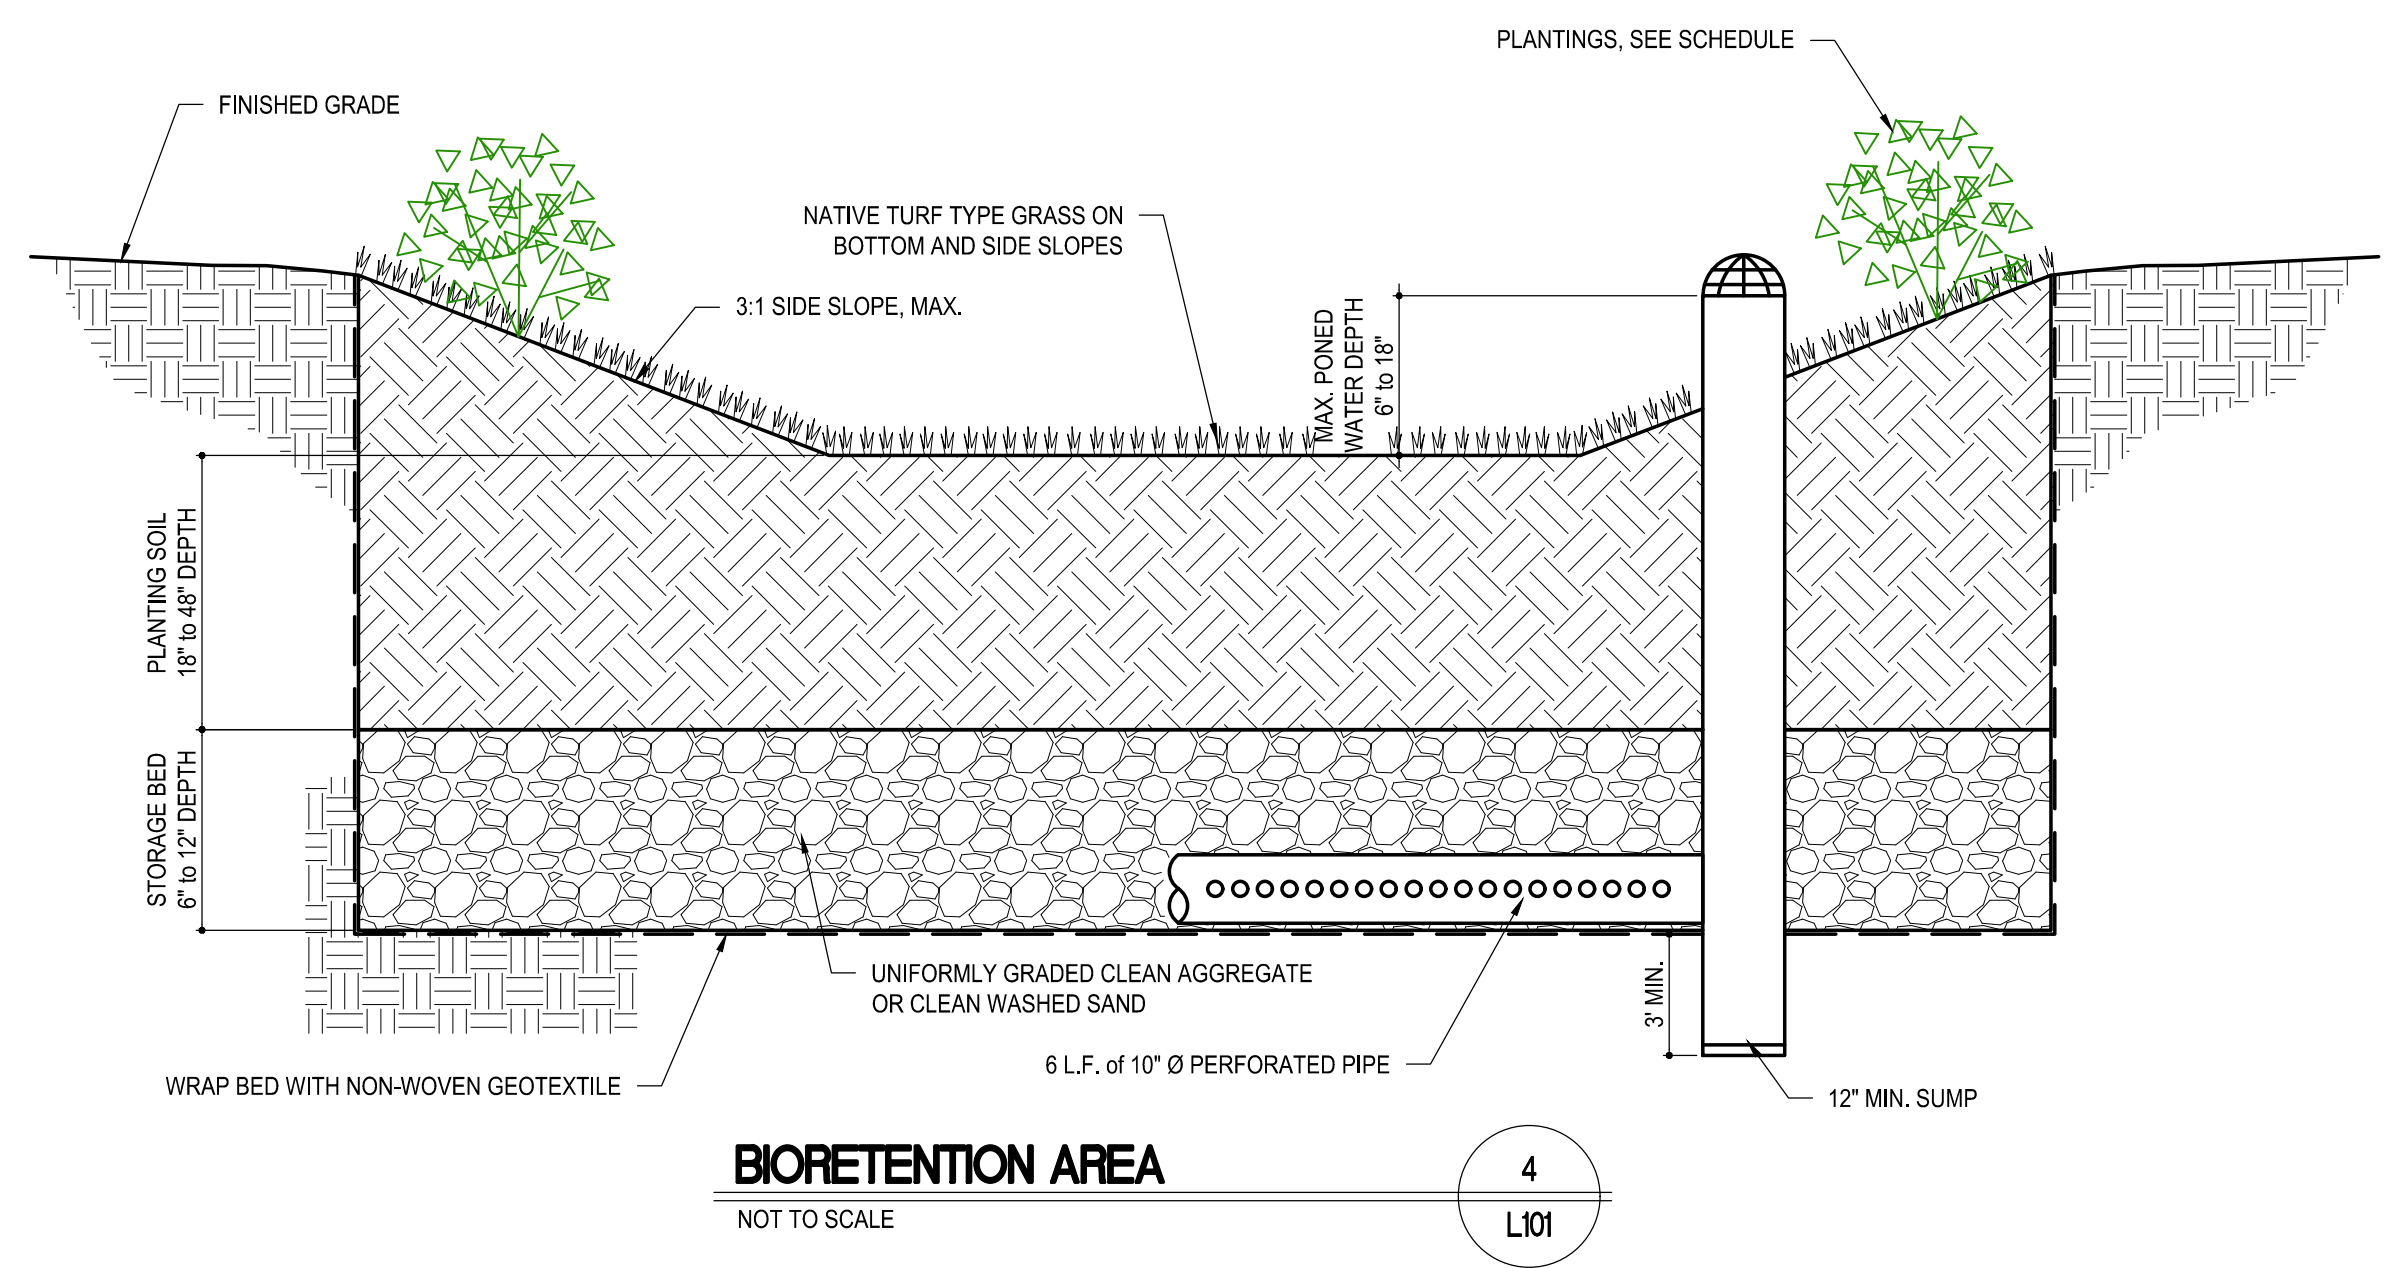 PLANTINGS, SEE SCHEDULE
FINISHED GRADE
NATIVE TURF TYPE GRASS ON
BOTTOM AND SIDE SLOPES
3:1 SIDE SLOPE, MAX.
MAX. PONED
WATER DEPTH
6" to 18"
PLANTING SOIL
18" to 48" DEPTH
STORAGE BED
6" to 12" DEPTH
UNIFORMLY GRADED CLEAN AGGREGATE
OR CLEAN WASHED SAND
3' MIN.
6 L.F. of 10" Ø PERFORATED PIPE
WRAP BED WITH NON-WOVEN GEOTEXTILE
12" MIN. SUMP
BIORETENTION AREA
NOT TO SCALE
4
L101